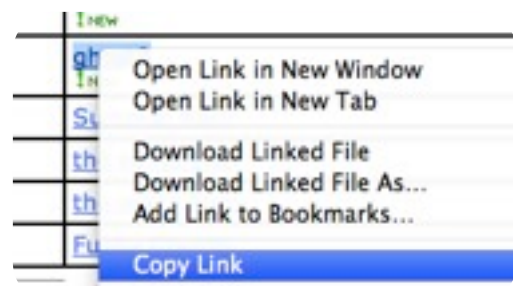 NEW
Open Link in New Window
Open Link in New Tab
Download Linked File
Download Linked File As...
Add Link to Bookmarks...
Copy Link